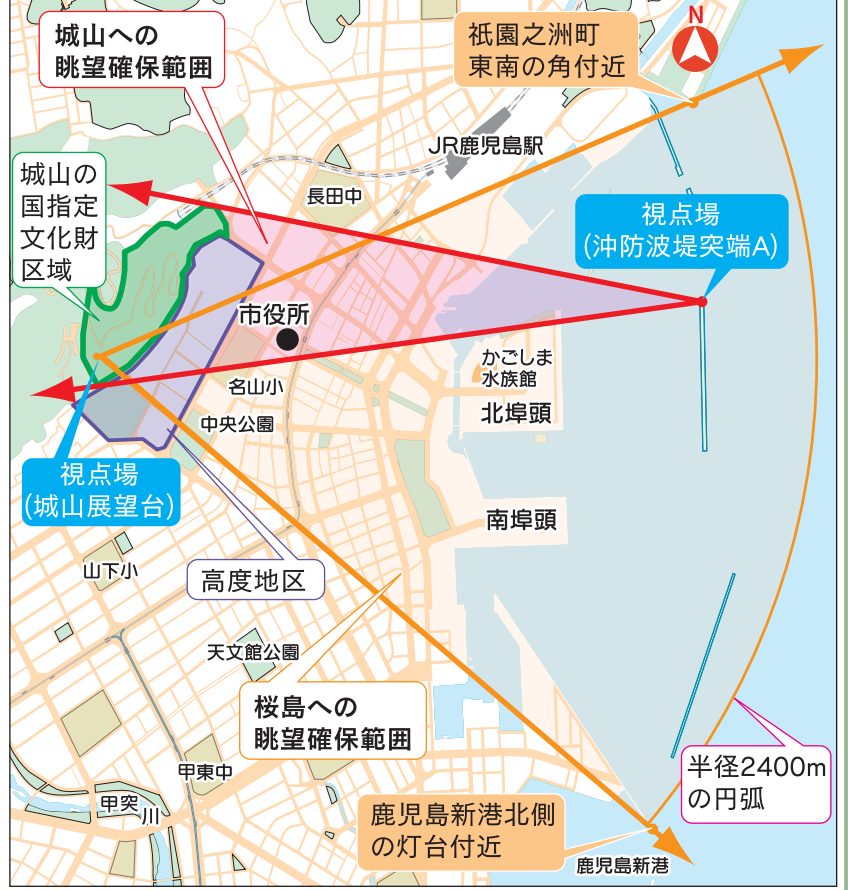 城山への
眺望確保範囲
祇園之洲町
東南の角付近
N
JR鹿児島駅
城山の
国指定
文化財
区域
長田中
視点場
(沖防波堤突端A)
市役所
かごしま
水族館
名山小
北埠頭
中央公園
視点場
(城山展望台)
南埠頭
山下小
高度地区
天文館公園
桜島への
眺望確保範囲
甲東中
半径2400m
の円弧
甲突
川
鹿児島新港北側
の灯台付近
鹿児島新港